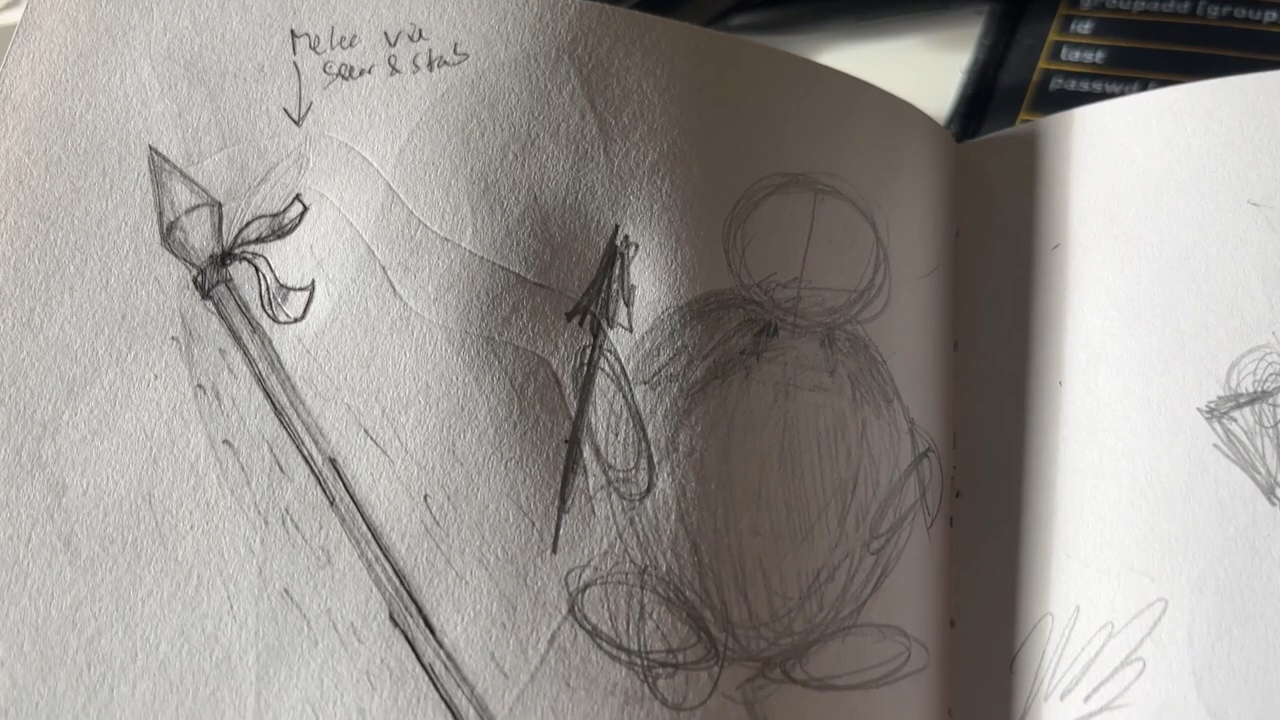 Melee via
spear & stab
groupadd [group
id
last
passwd